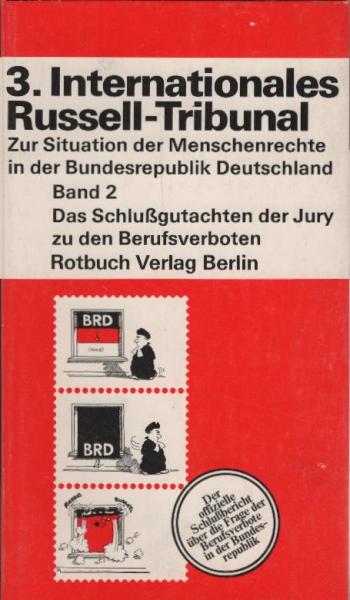 3. Internationales
Russell-Tribunal
Zur Situation der Menschenrechte
in der Bundesrepublik Deutschland
Band 2
Das Schlußgutachten der Jury
zu den Berufsverboten
Rotbuch Verlag Berlin
BRD
BRD
Der
offizielle
Schlußbericht
über die Frage der
Berufsverbote
in der Bundes-
republik